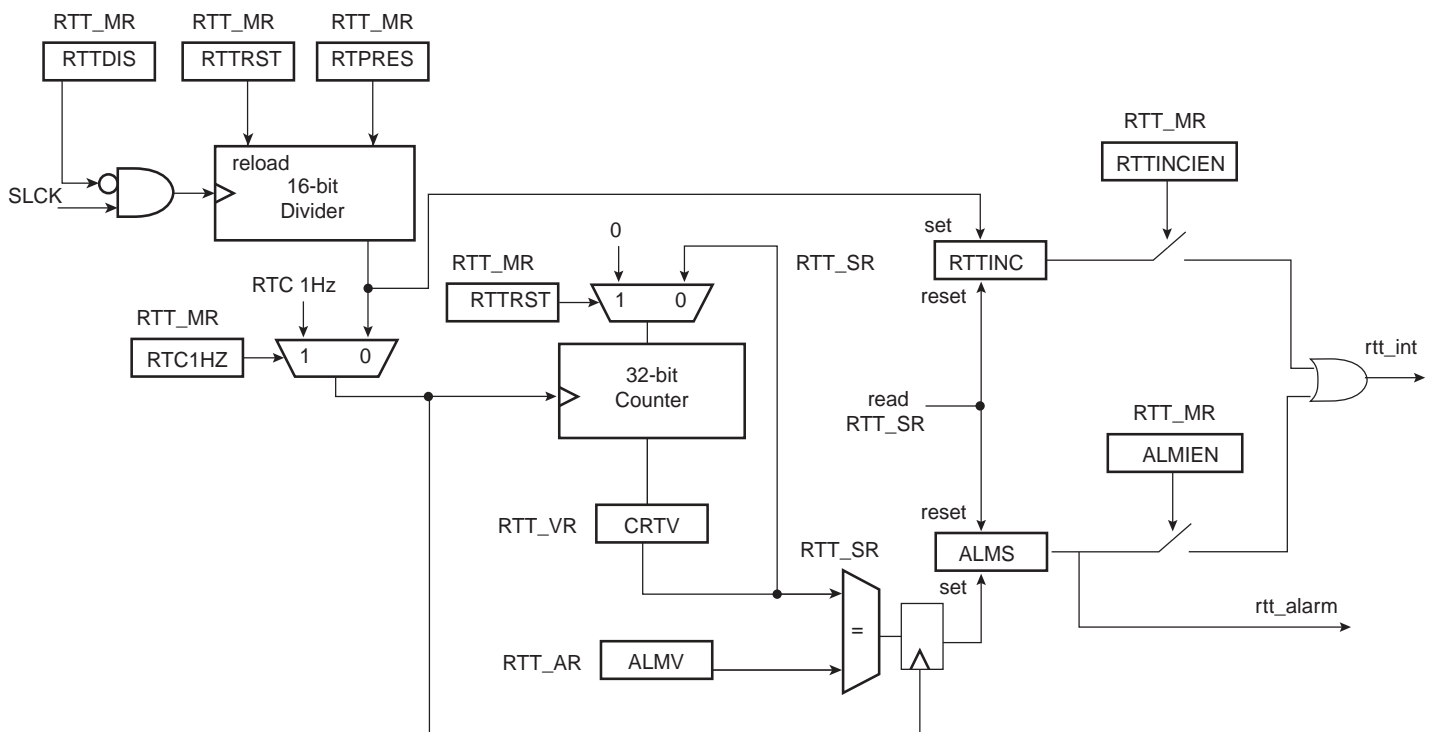 RTT_MR
RTT_MR
RTT_MR
RTTDIS
RTTRST
RTPRES
reload
16-bit
Divider
SLCK
RTT_MR
RTTINCIEN
0
set
RTT_SR
RTTINC
reset
RTT_MR
RTTRST
1
0
RTC 1Hz
RTT_MR
RTC1HZ
1
0
32-bit
Counter
rtt_int
read
RTT_SR
RTT_MR
ALMIEN
reset
RTT_VR
CRTV
RTT_SR
ALMS
set
=
rtt_alarm
RTT_AR
ALMV